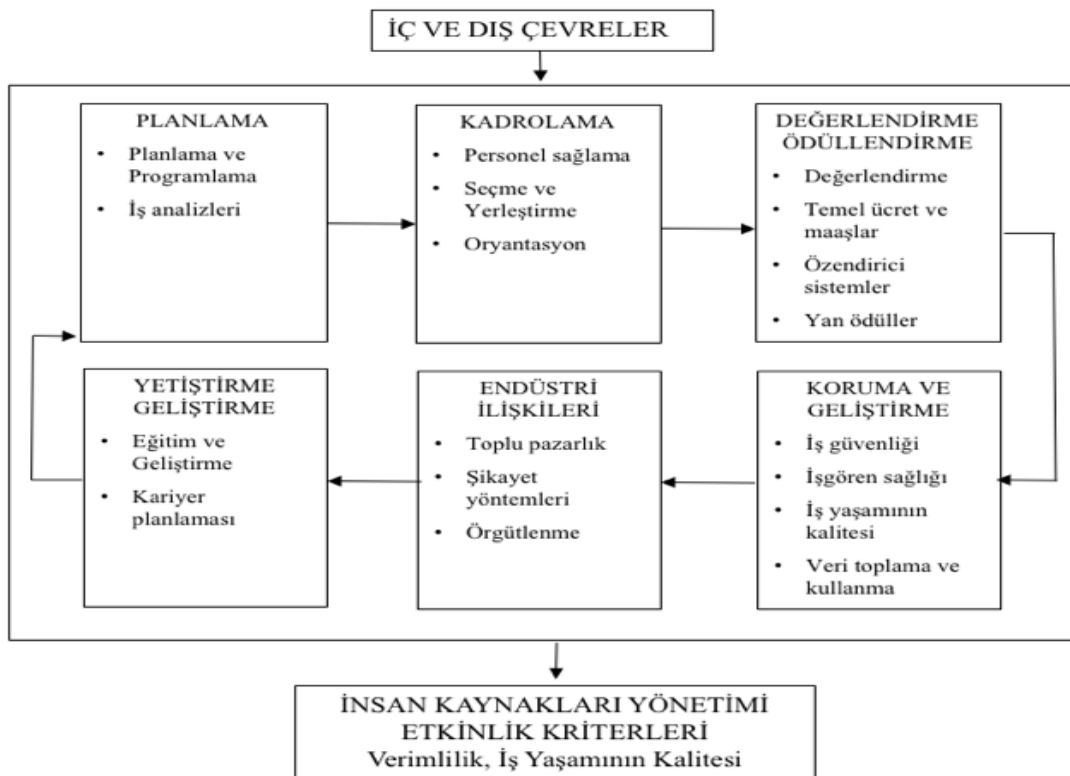 İÇ VE DIŞ ÇEVRELER
PLANLAMA
• Planlama ve
Programlama
• İş analizleri
KADROLAMA
• Personel sağlama
• Seçme ve
Yerleştirme
• Oryantasyon
DEĞERLENDİRME
ÖDÜLLENDİRME
• Değerlendirme
• Temel ücret ve
maaşlar
• Özendirici
sistemler
• Yan ödüller
YETİŞTİRME
GELİŞTİRME
• Eğitim ve
Geliştirme
• Kariyer
planlaması
ENDÜSTRİ
İLİŞKİLERİ
• Toplu pazarlık
• Şikayet
yöntemleri
• Örgütlenme
KORUMA VE
GELİŞTİRME
• İş güvenliği
• İşgören sağlığı
• İş yaşamının
kalitesi
• Veri toplama ve
kullanma
İNSAN KAYNAKLARI YÖNETİMİ
ETKİNLİK KRİTERLERİ
Verimlilik, İş Yaşamının Kalitesi